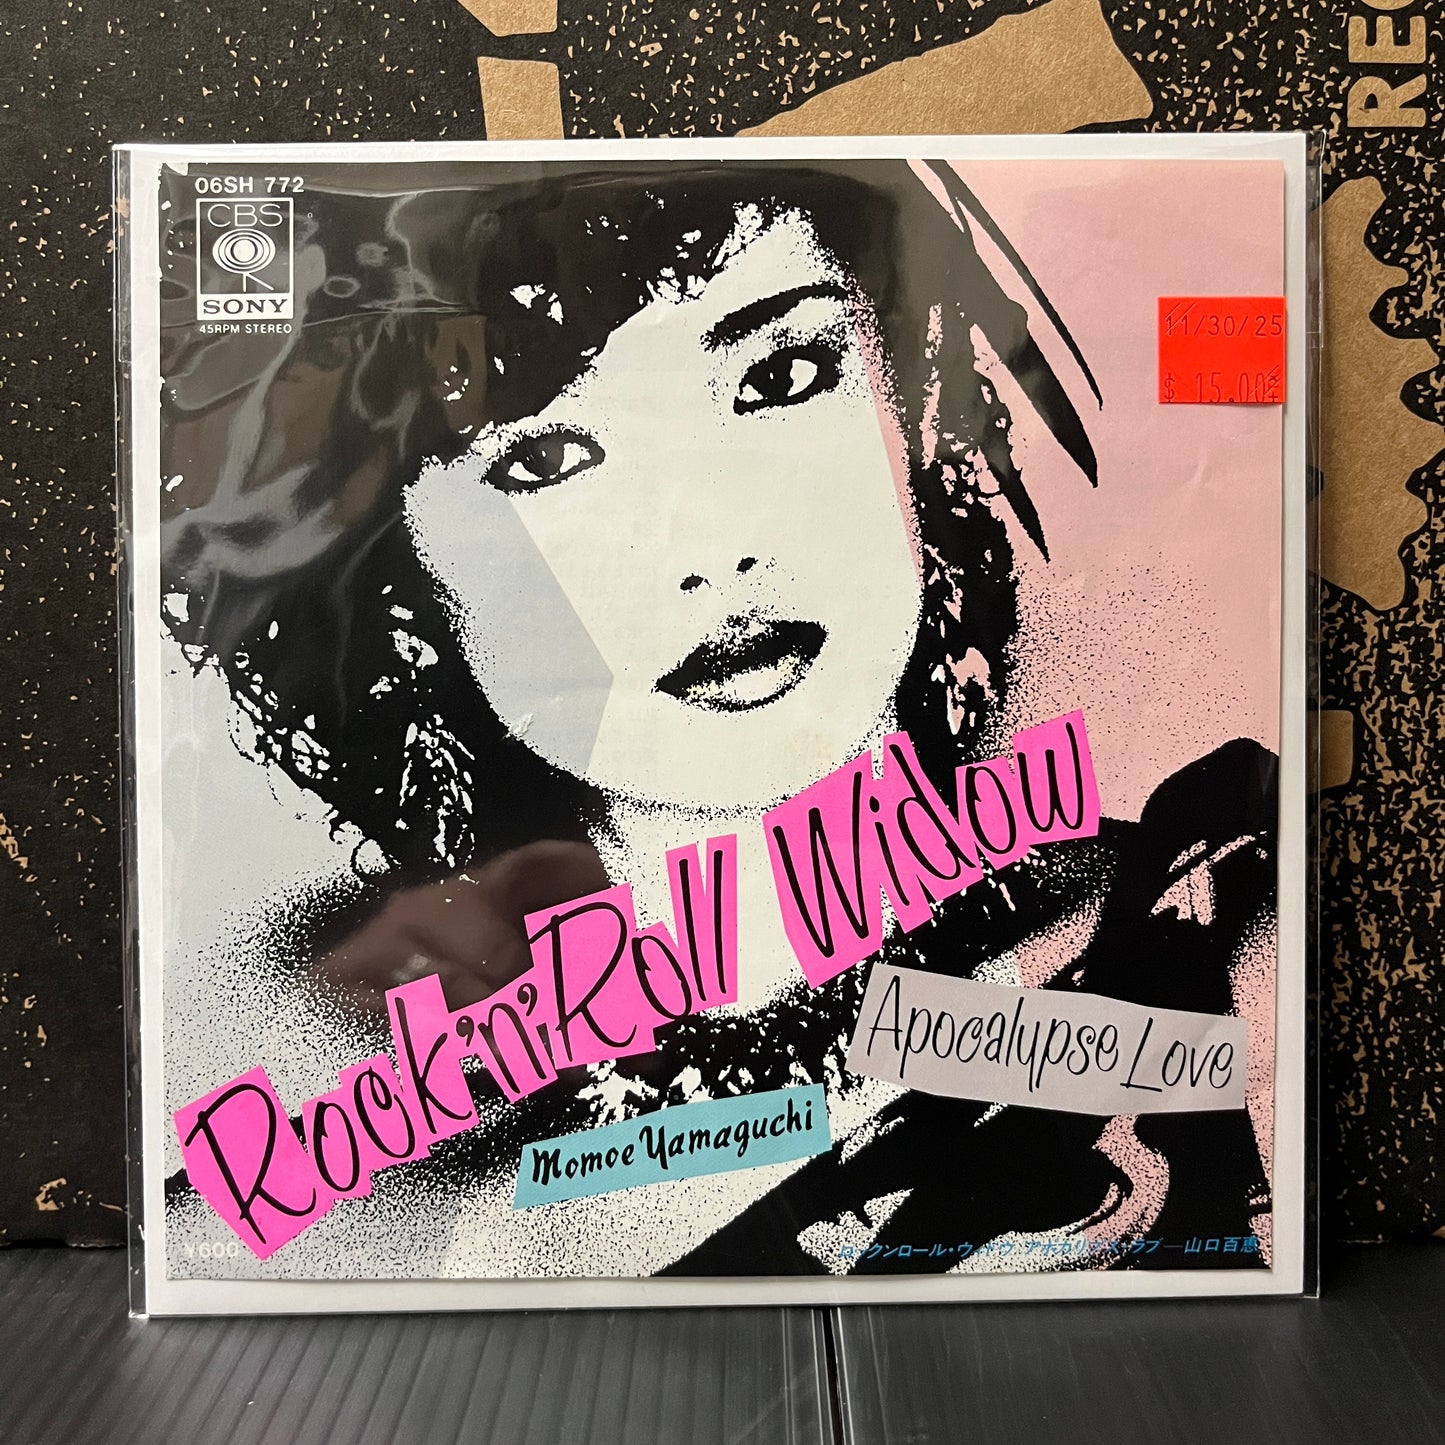 REC
06SH 772
CBS
SONY
45RPM STEREO
11/30/25
$ 15.00
Rock'n'Roll Widow
Apocalypse Love
Momoe Yamaguchi
¥600
ロックンロール・ウィドウ/アポカリプス・ラブ—山口百恵